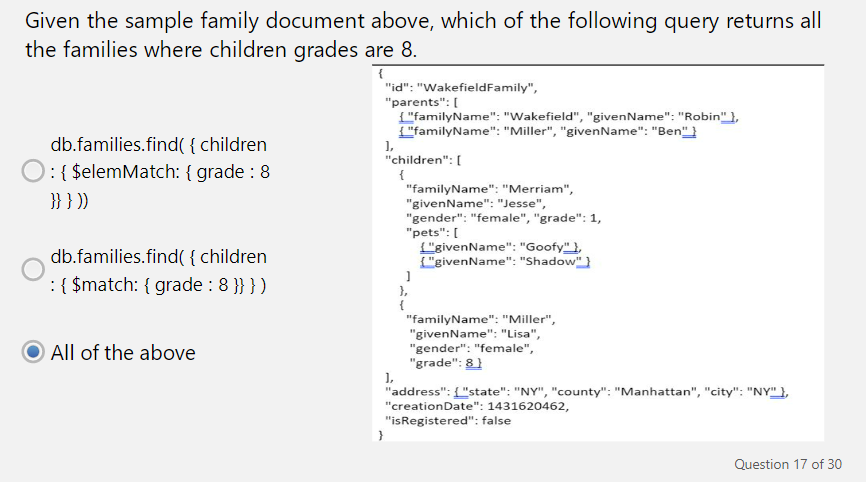 Given the sample family document above, which of the following query returns all
the families where children grades are 8.
db.families.find( { children
: { $elemMatch: { grade : 8
}} } ))
db.families.find( { children
: { $match: { grade : 8 }} } )
All of the above
{
"id": "WakefieldFamily",
"parents": [
{ "familyName": "Wakefield", "givenName": "Robin" },
{ "familyName": "Miller", "givenName": "Ben" }
],
"children": [
{
"familyName": "Merriam",
"givenName": "Jesse",
"gender": "female", "grade": 1,
"pets": [
{ "givenName": "Goofy" },
{ "givenName": "Shadow" }
]
},
{
"familyName": "Miller",
"givenName": "Lisa",
"gender": "female",
"grade": 8 }
],
"address": { "state": "NY", "county": "Manhattan", "city": "NY" },
"creationDate": 1431620462,
"isRegistered": false
}
Question 17 of 30